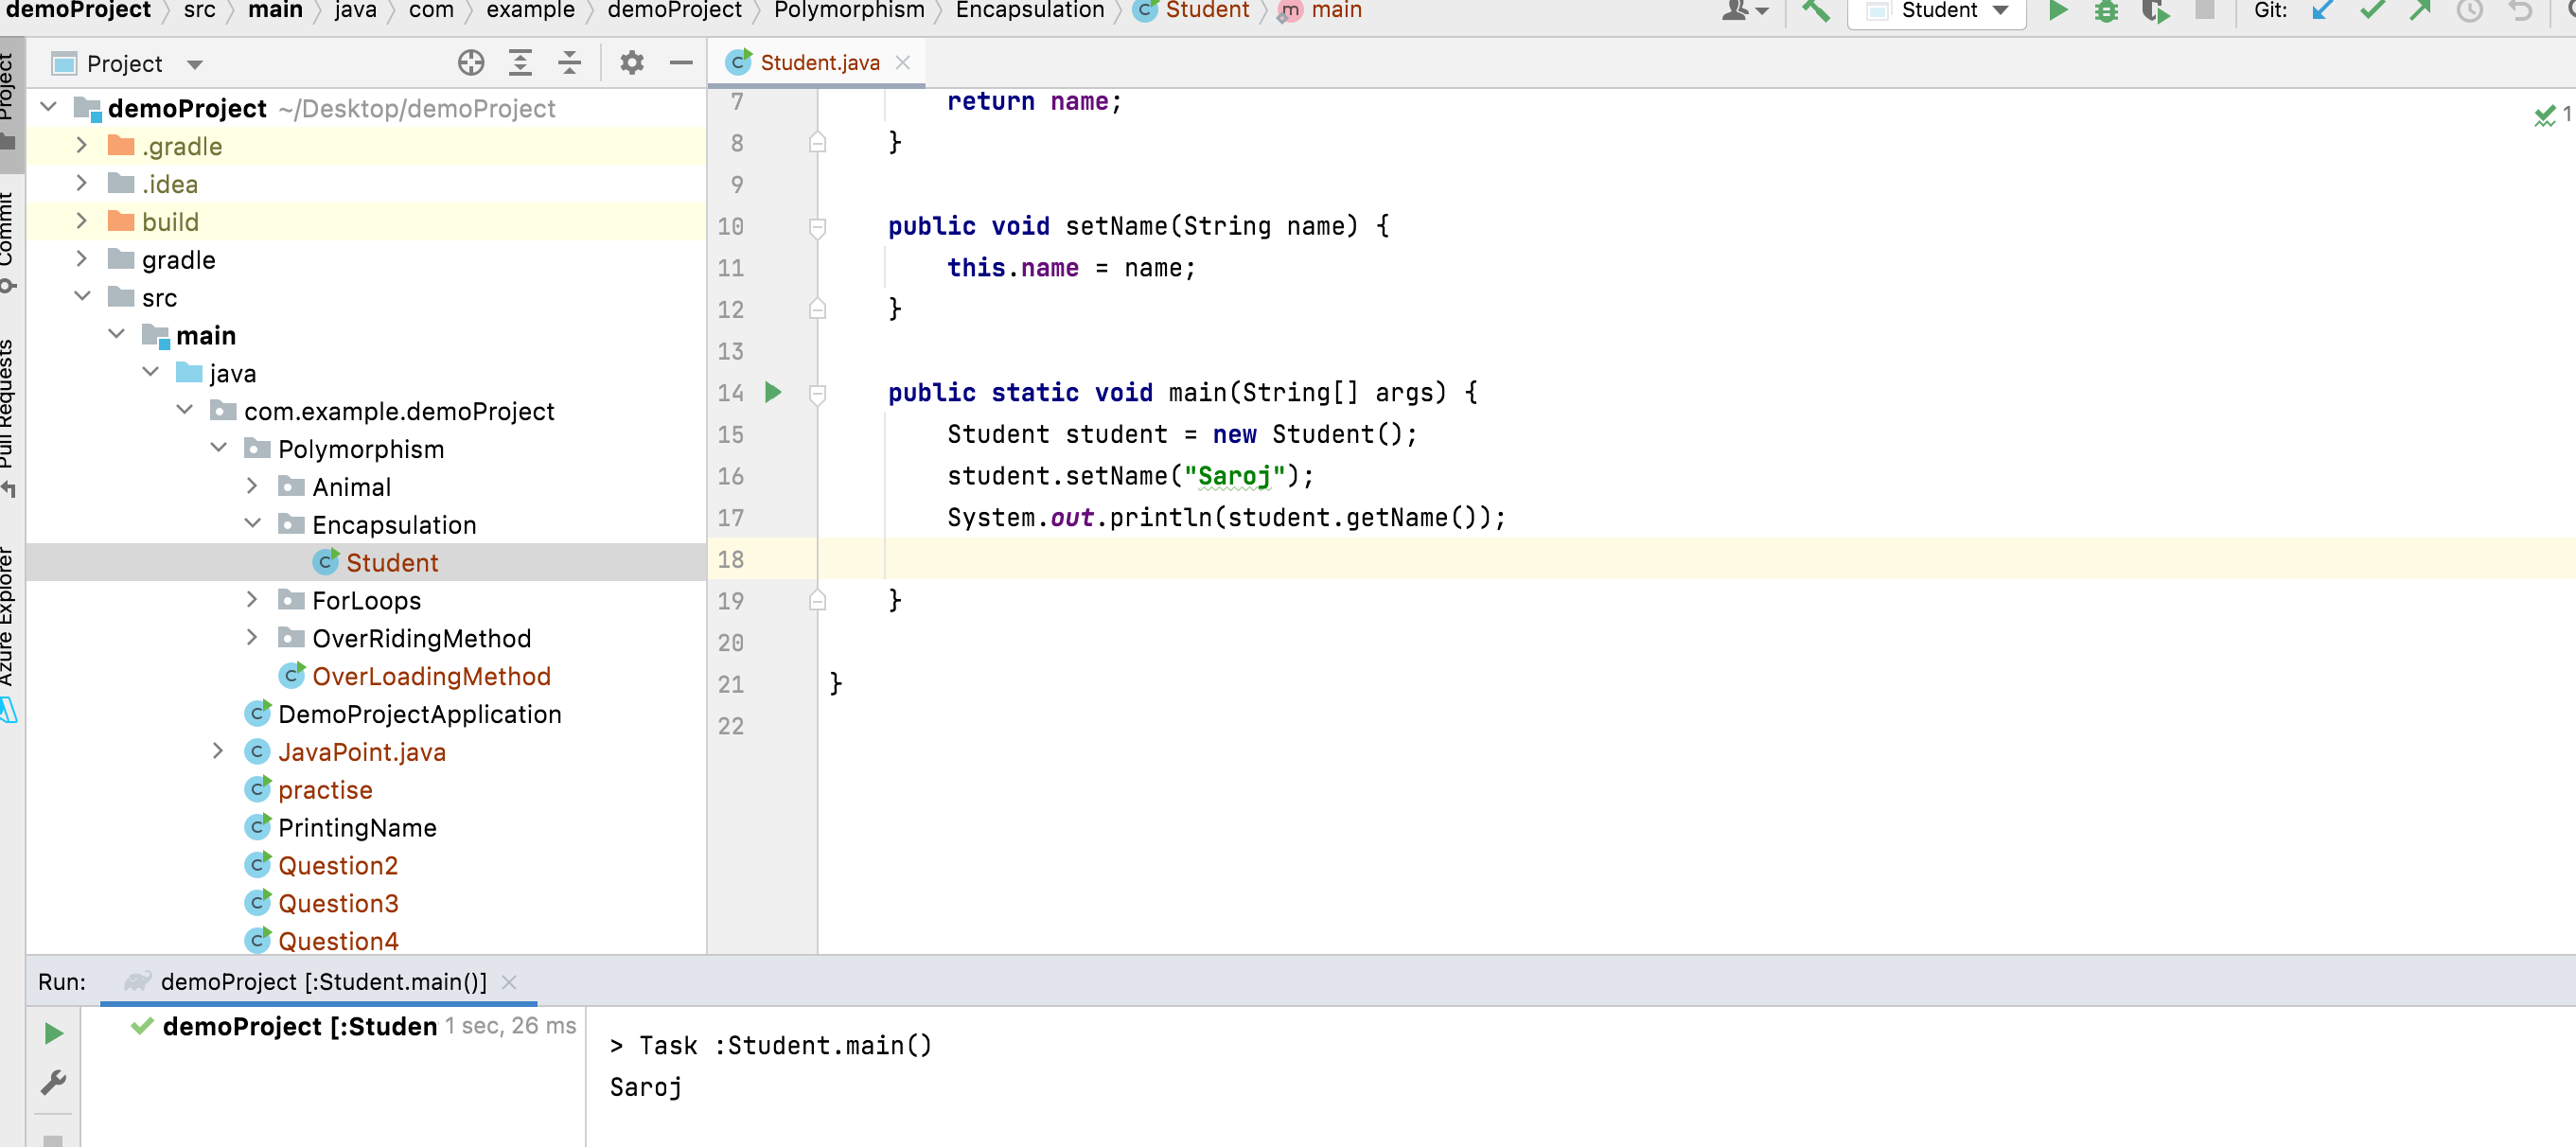 demoProject > src > main > java > com > example > demoProject > Polymorphism > Encapsulation > Student > main
Student
Git:
Project
Commit
Pull Requests
Azure Explorer
Project
demoProject ~/Desktop/demoProject
.gradle
.idea
build
gradle
src
main
java
com.example.demoProject
Polymorphism
Animal
Encapsulation
Student
ForLoops
OverRidingMethod
OverLoadingMethod
DemoProjectApplication
JavaPoint.java
practise
PrintingName
Question2
Question3
Question4
Student.java
1
7 return name;
8 }
9
10 public void setName(String name) {
11 this.name = name;
12 }
13
14 public static void main(String[] args) {
15 Student student = new Student();
16 student.setName("Saroj");
17 System.out.println(student.getName());
18
19 }
20
21 }
22
Run: demoProject [:Student.main()]
demoProject [:Studen 1 sec, 26 ms
> Task :Student.main()
Saroj